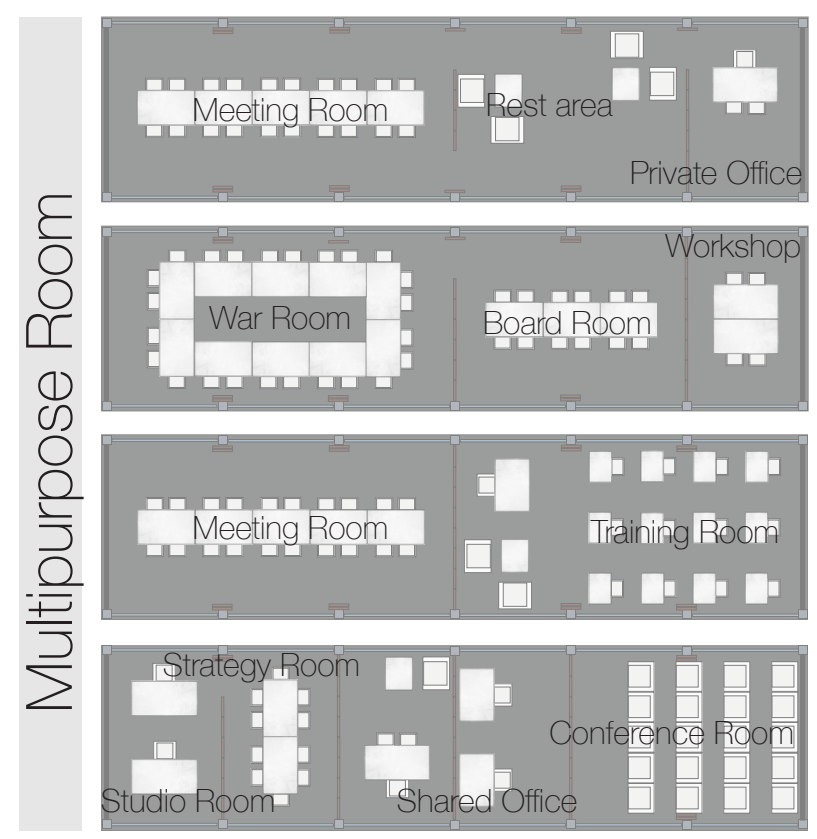 Multipurpose Room
Meeting Room
Rest area
Private Office
Workshop
War Room
Board Room
Meeting Room
Training Room
Strategy Room
Conference Room
Studio Room
Shared Office